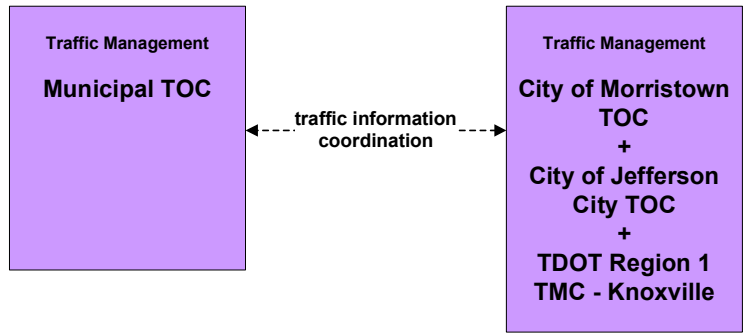 Traffic Management
Municipal TOC
traffic information
coordination
Traffic Management
City of Morristown
TOC
+
City of Jefferson
City TOC
+
TDOT Region 1
TMC - Knoxville